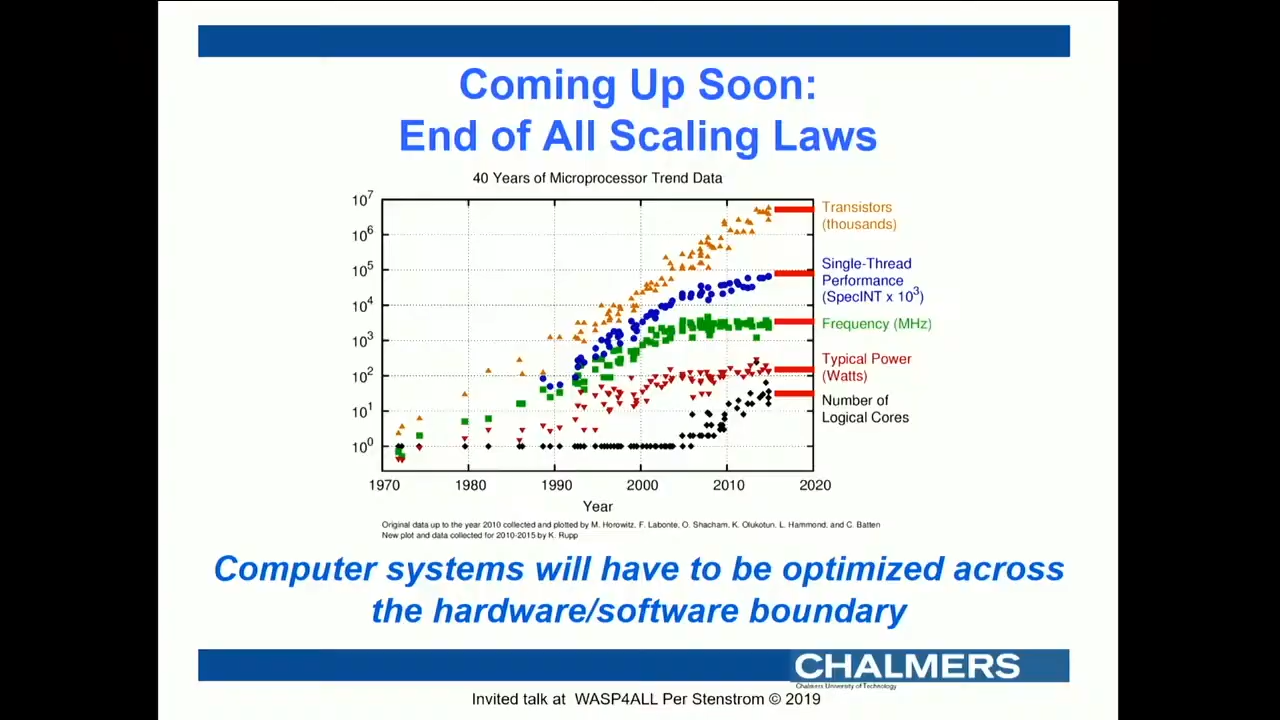 Coming Up Soon:
End of All Scaling Laws
40 Years of Microprocessor Trend Data
10^7
10^6
10^5
10^4
10^3
10^2
10^1
10^0
Transistors
(thousands)
Single-Thread
Performance
(SpecINT x 10^3)
Frequency (MHz)
Typical Power
(Watts)
Number of
Logical Cores
1970 1980 1990 2000 2010 2020
Year
Original data up to the year 2010 collected and plotted by M. Horowitz, F. Labonte, O. Shacham, K. Olukotun, L. Hammond, and C. Batten
New plot and data collected for 2010-2015 by K. Rupp
Computer systems will have to be optimized across
the hardware/software boundary
CHALMERS
Chalmers University of Technology
Invited talk at WASP4ALL Per Stenstrom © 2019